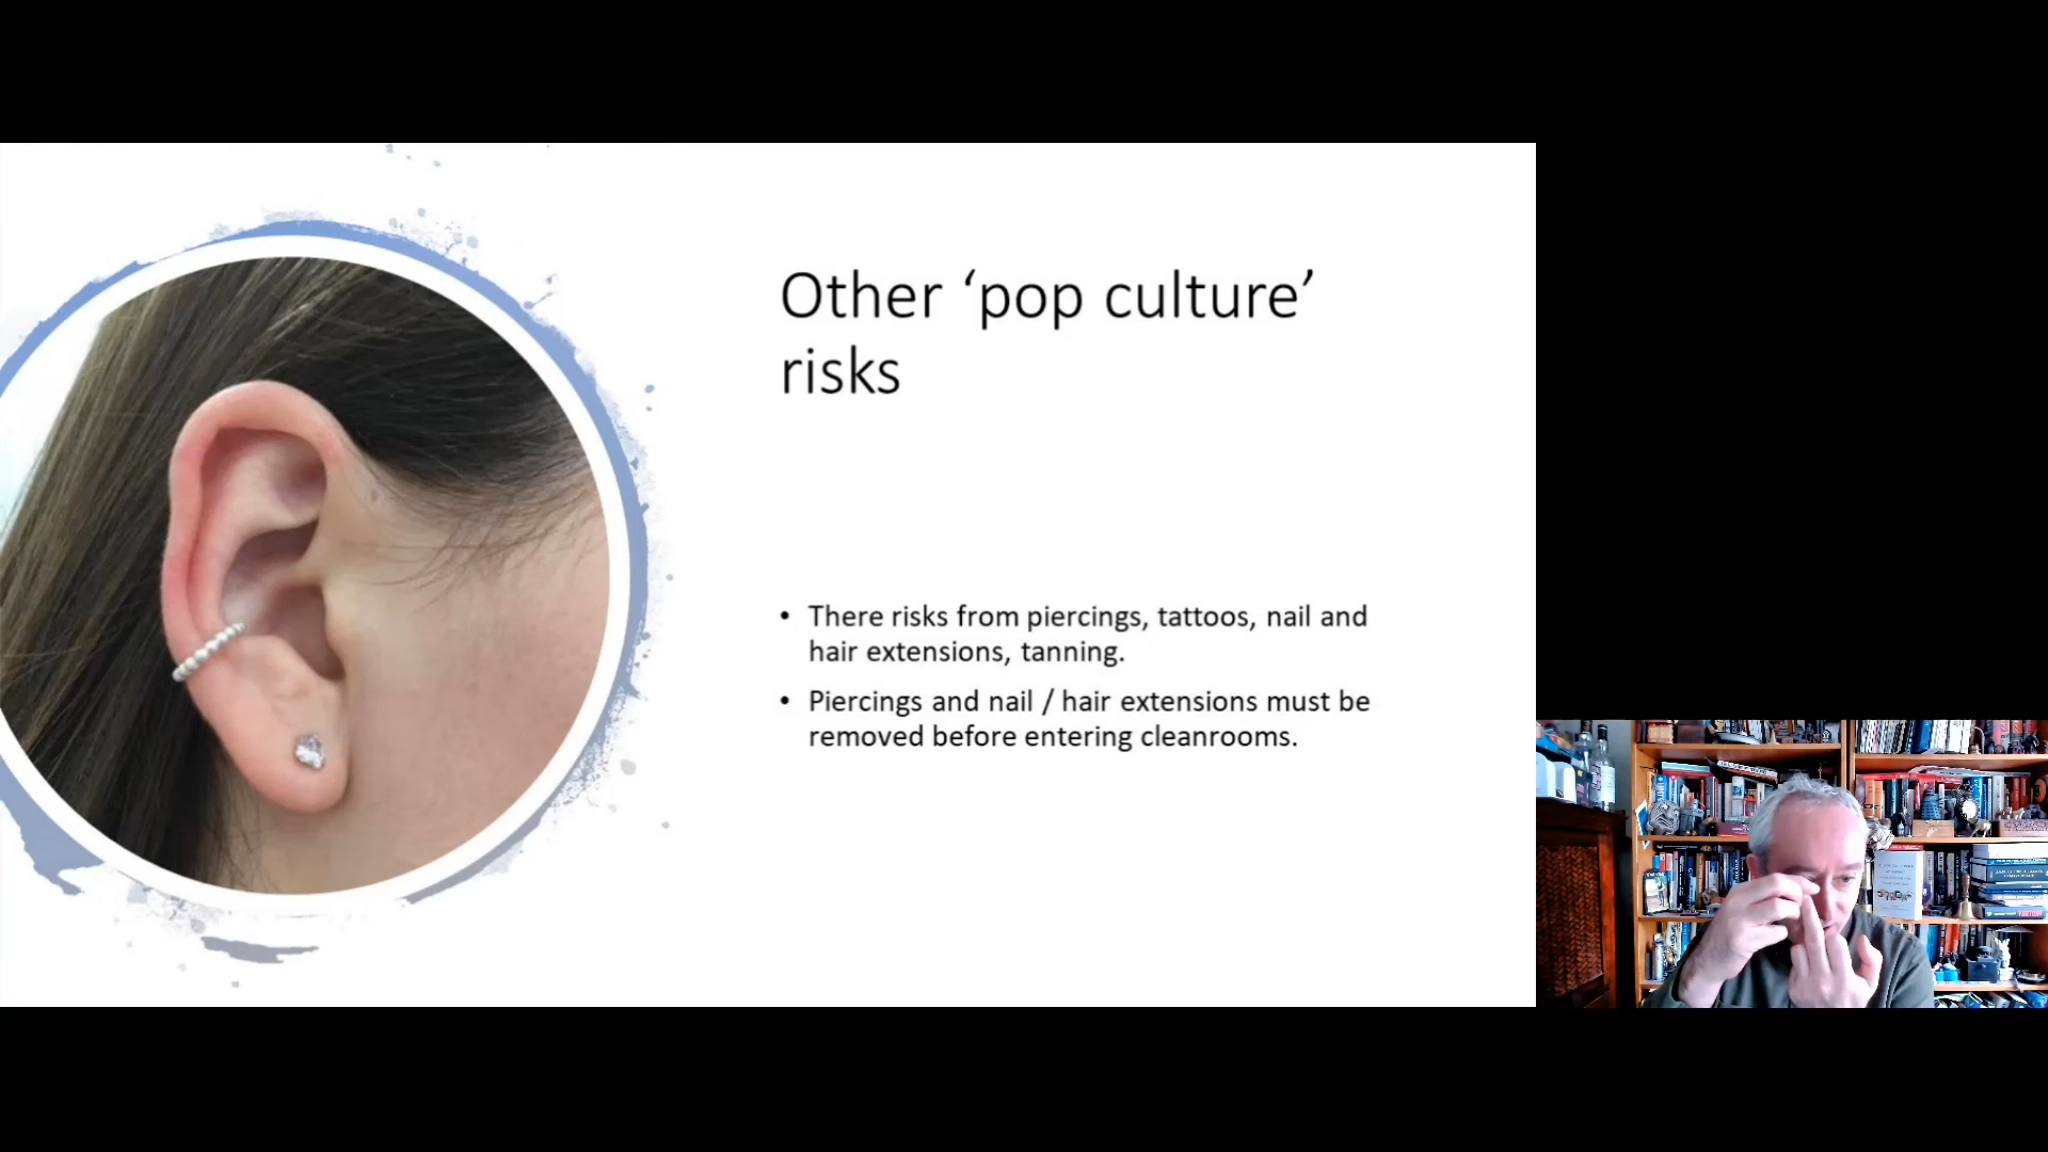 Other ‘pop culture’
risks
• There risks from piercings, tattoos, nail and
hair extensions, tanning.
• Piercings and nail / hair extensions must be
removed before entering cleanrooms.